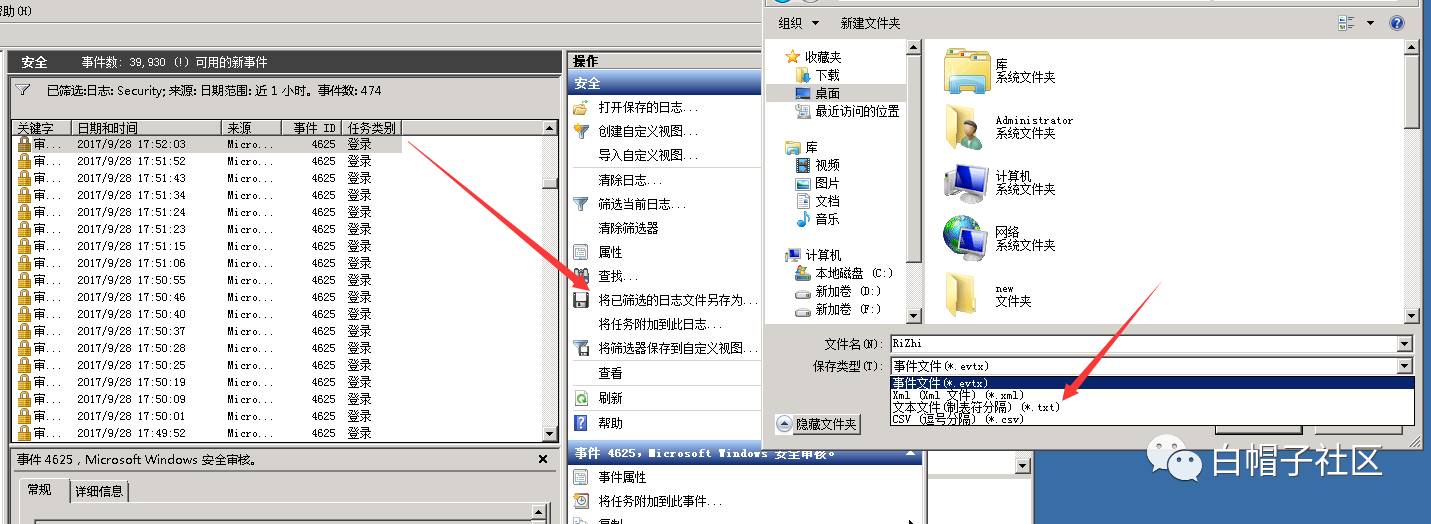 帮助(H)
安全 事件数: 39,930 (!) 可用的新事件
已筛选:日志: Security; 来源: 日期范围: 近 1 小时。事件数: 474
关键字 日期和时间 来源 事件 ID 任务类别
审... 2017/9/28 17:52:03 Micro... 4625 登录
审... 2017/9/28 17:51:52 Micro... 4625 登录
审... 2017/9/28 17:51:43 Micro... 4625 登录
审... 2017/9/28 17:51:34 Micro... 4625 登录
审... 2017/9/28 17:51:24 Micro... 4625 登录
审... 2017/9/28 17:51:23 Micro... 4625 登录
审... 2017/9/28 17:51:15 Micro... 4625 登录
审... 2017/9/28 17:51:06 Micro... 4625 登录
审... 2017/9/28 17:50:55 Micro... 4625 登录
审... 2017/9/28 17:50:46 Micro... 4625 登录
审... 2017/9/28 17:50:40 Micro... 4625 登录
审... 2017/9/28 17:50:37 Micro... 4625 登录
审... 2017/9/28 17:50:28 Micro... 4625 登录
审... 2017/9/28 17:50:25 Micro... 4625 登录
审... 2017/9/28 17:50:19 Micro... 4625 登录
审... 2017/9/28 17:50:09 Micro... 4625 登录
审... 2017/9/28 17:50:01 Micro... 4625 登录
审... 2017/9/28 17:49:52 Micro... 4625 登录
事件 4625，Microsoft Windows 安全审核。
常规 详细信息
操作
安全
打开保存的日志...
创建自定义视图...
导入自定义视图...
清除日志...
筛选当前日志...
清除筛选器
属性
查找...
将已筛选的日志文件另存为...
将任务附加到此日志...
将筛选器保存到自定义视图...
查看
刷新
帮助
事件 4625，Microsoft Windows 安全审核。
事件属性
将任务附加到此事件...
复制
组织 新建文件夹
收藏夹
下载
桌面
最近访问的位置
库
视频
图片
文档
音乐
计算机
本地磁盘 (C:)
新加卷 (D:)
新加卷 (F:)
库
系统文件夹
Administrator
系统文件夹
计算机
系统文件夹
网络
系统文件夹
new
文件夹
文件名(N): RiZhi
保存类型(T): 事件文件(*.evtx)
事件文件(*.evtx)
Xml (Xml 文件) (*.xml)
文本文件(制表符分隔) (*.txt)
CSV (逗号分隔) (*.csv)
隐藏文件夹
白帽子社区